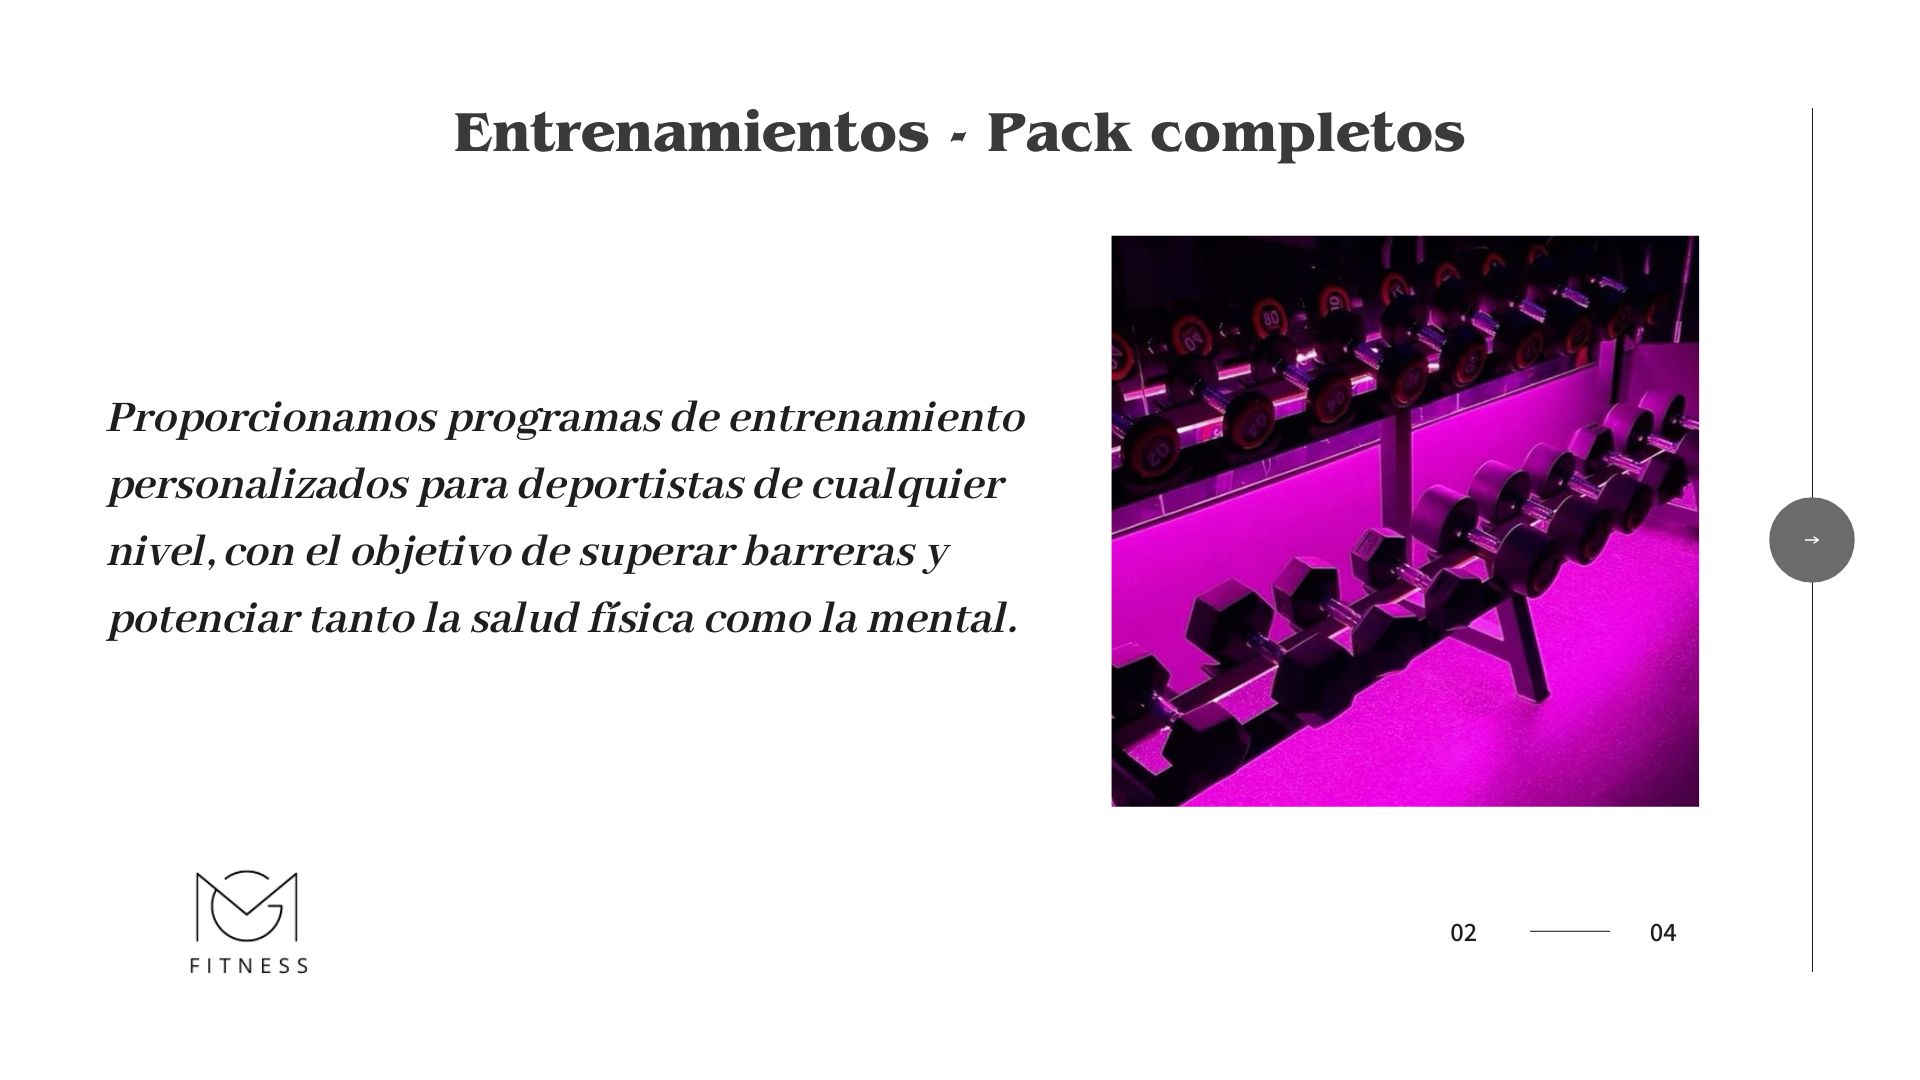 Entrenamientos - Pack completos
Proporcionamos programas de entrenamiento
personalizados para deportistas de cualquier
nivel, con el objetivo de superar barreras y
potenciar tanto la salud física como la mental.
MG
FITNESS
02
04